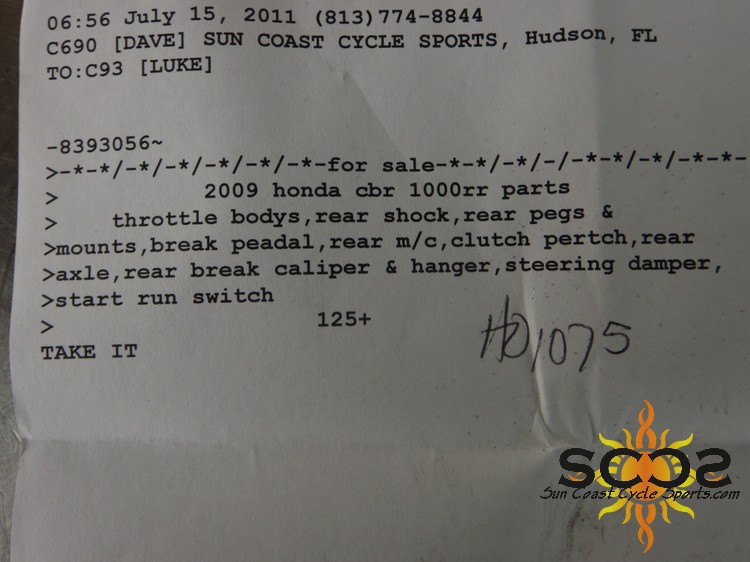 06:56 July 15, 2011 (813)774-8844
C690 [DAVE] SUN COAST CYCLE SPORTS, Hudson, FL
TO:C93 [LUKE]
-8393056~
>-*-*/-*/-*/-*/-*/-*-for sale-*-*/-*/-/-*-*/-*/-*-*-
> 2009 honda cbr 1000rr parts
> throttle bodys,rear shock,rear pegs &
>mounts,break peadal,rear m/c,clutch pertch,rear
>axle,rear break caliper & hanger,steering damper,
>start run switch
> 125+
TAKE IT
HO1075
SCCS
Sun Coast Cycle Sports.com